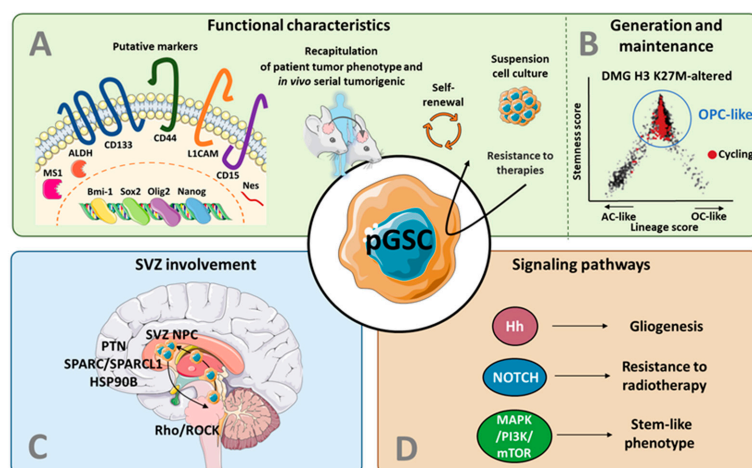 A
Functional characteristics
Putative markers
ALDH
CD133
CD44
L1CAM
CD15
MS1
Nes
Bmi-1
Sox2
Olig2
Nanog
Recapitulation
of patient tumor phenotype and
in vivo serial tumorigenic
Self-
renewal
Suspension
cell culture
Resistance to
therapies
pGSC
B
Generation and
maintenance
DMG H3 K27M-altered
OPC-like
Cycling
Stemness score
AC-like
OC-like
Lineage score
SVZ involvement
SVZ NPC
PTN
SPARC/SPARCL1
HSP90B
Rho/ROCK
C
Signaling pathways
Hh
Gliogenesis
NOTCH
Resistance to
radiotherapy
MAPK
/PI3K/
mTOR
Stem-like
phenotype
D